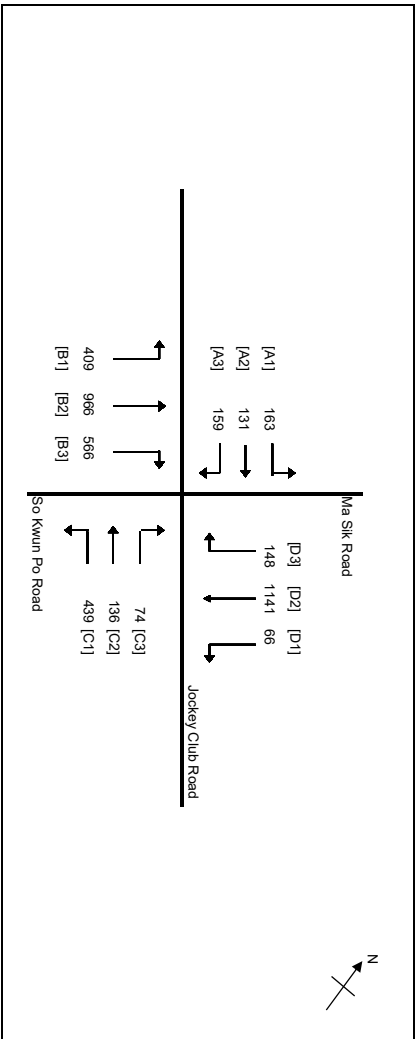 N
Ma Sik Road
[D3] [D2] [D1]
148 1141 66
[A1] 163
[A2] 131
[A3] 159
Jockey Club Road
74 [C3]
136 [C2]
439 [C1]
409 966 566
[B1] [B2] [B3]
So Kwun Po Road